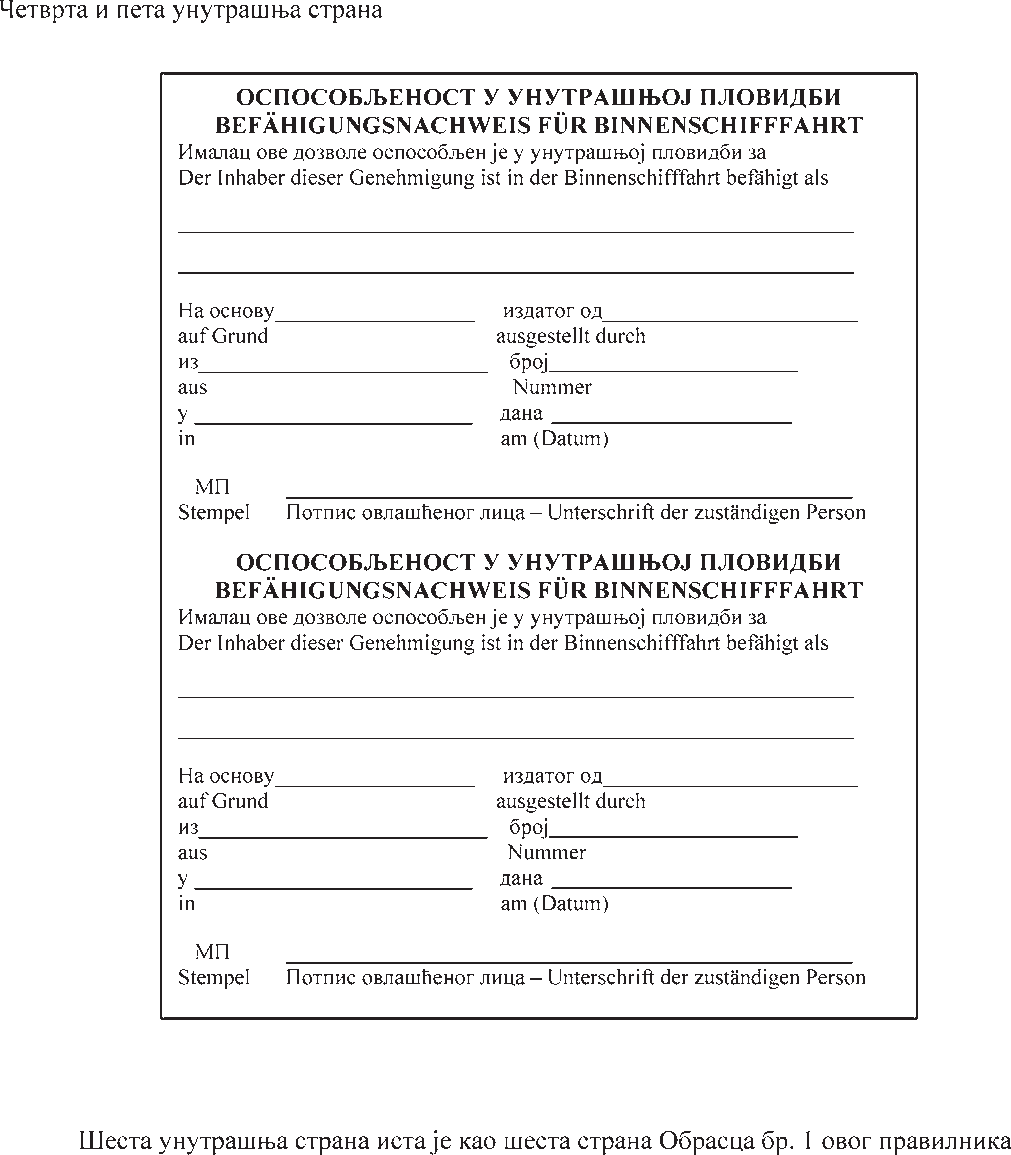 Четврта и пета унутрашња страна
ОСПОСОБЉЕНОСТ У УНУТРАШЊОЈ ПЛОВИДБИ
BEFÄHIGUNGSNACHWEIS FÜR BINNENSCHIFFFAHRT
Ималац ове дозволе оспособљен је у унутрашњој пловидби за
Der Inhaber dieser Genehmigung ist in der Binnenschifffahrt befähigt als
На основу издатог од
auf Grund ausgestellt durch
из број
aus Nummer
у дана
in am (Datum)
МП
Stempel Потпис овлашћеног лица – Unterschrift der zuständigen Person
ОСПОСОБЉЕНОСТ У УНУТРАШЊОЈ ПЛОВИДБИ
BEFÄHIGUNGSNACHWEIS FÜR BINNENSCHIFFFAHRT
Ималац ове дозволе оспособљен је у унутрашњој пловидби за
Der Inhaber dieser Genehmigung ist in der Binnenschifffahrt befähigt als
На основу издатог од
auf Grund ausgestellt durch
из број
aus Nummer
у дана
in am (Datum)
МП
Stempel Потпис овлашћеног лица – Unterschrift der zuständigen Person
Шеста унутрашња страна иста је као шеста страна Обрасца бр. 1 овог правилника